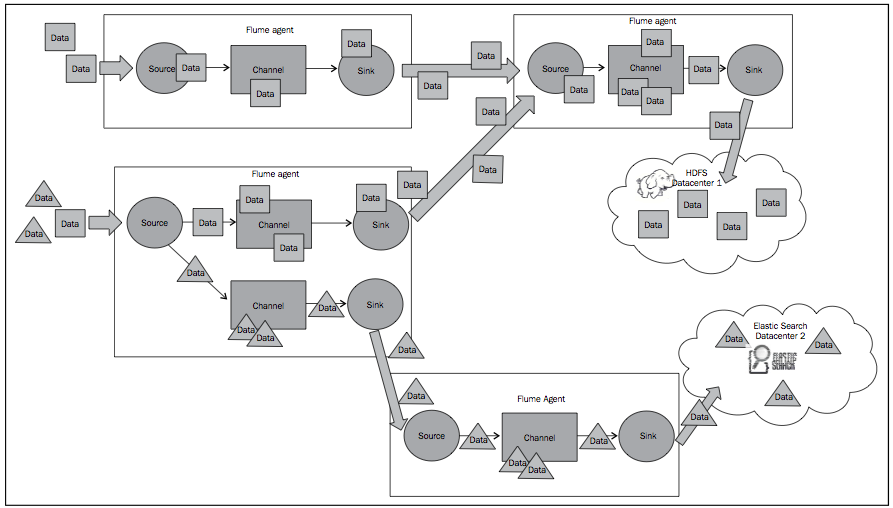 Flume agent
Data
Data
Source
Data
Channel
Data
Data
Sink
Data
Data
Flume agent
Source
Data
Data
Channel
Data
Data
Data
Sink
Data
Data
Data
HDFS
Datacenter 1
Data
Data
Data
Data
Flume agent
Data
Data
Data
Source
Data
Data
Channel
Data
Data
Sink
Data
Data
Channel
Data
Data
Data
Sink
Data
Data
Flume Agent
Source
Data
Channel
Data
Data
Data
Sink
Data
Elastic Search
Datacenter 2
Data
Data
ELASTIC
SEARCH
Data